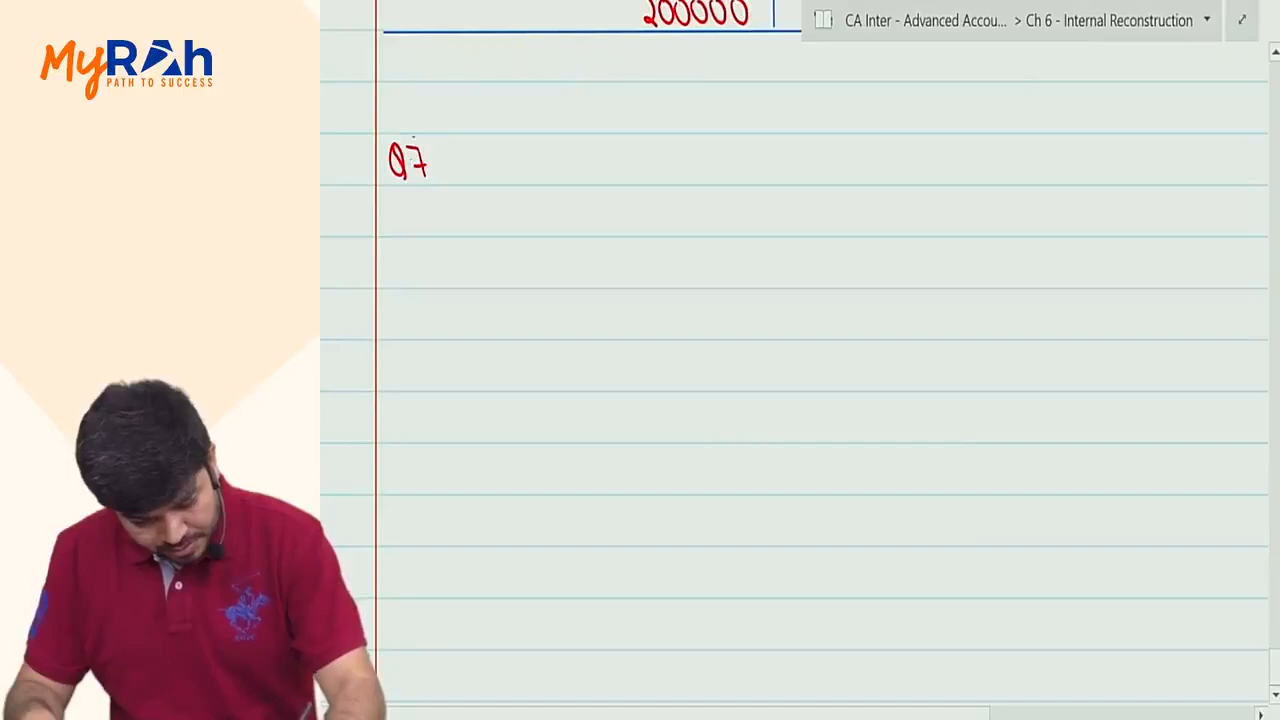 200000
CA Inter - Advanced Accou... > Ch 6 - Internal Reconstruction
MyRAh
PATH TO SUCCESS
Q7